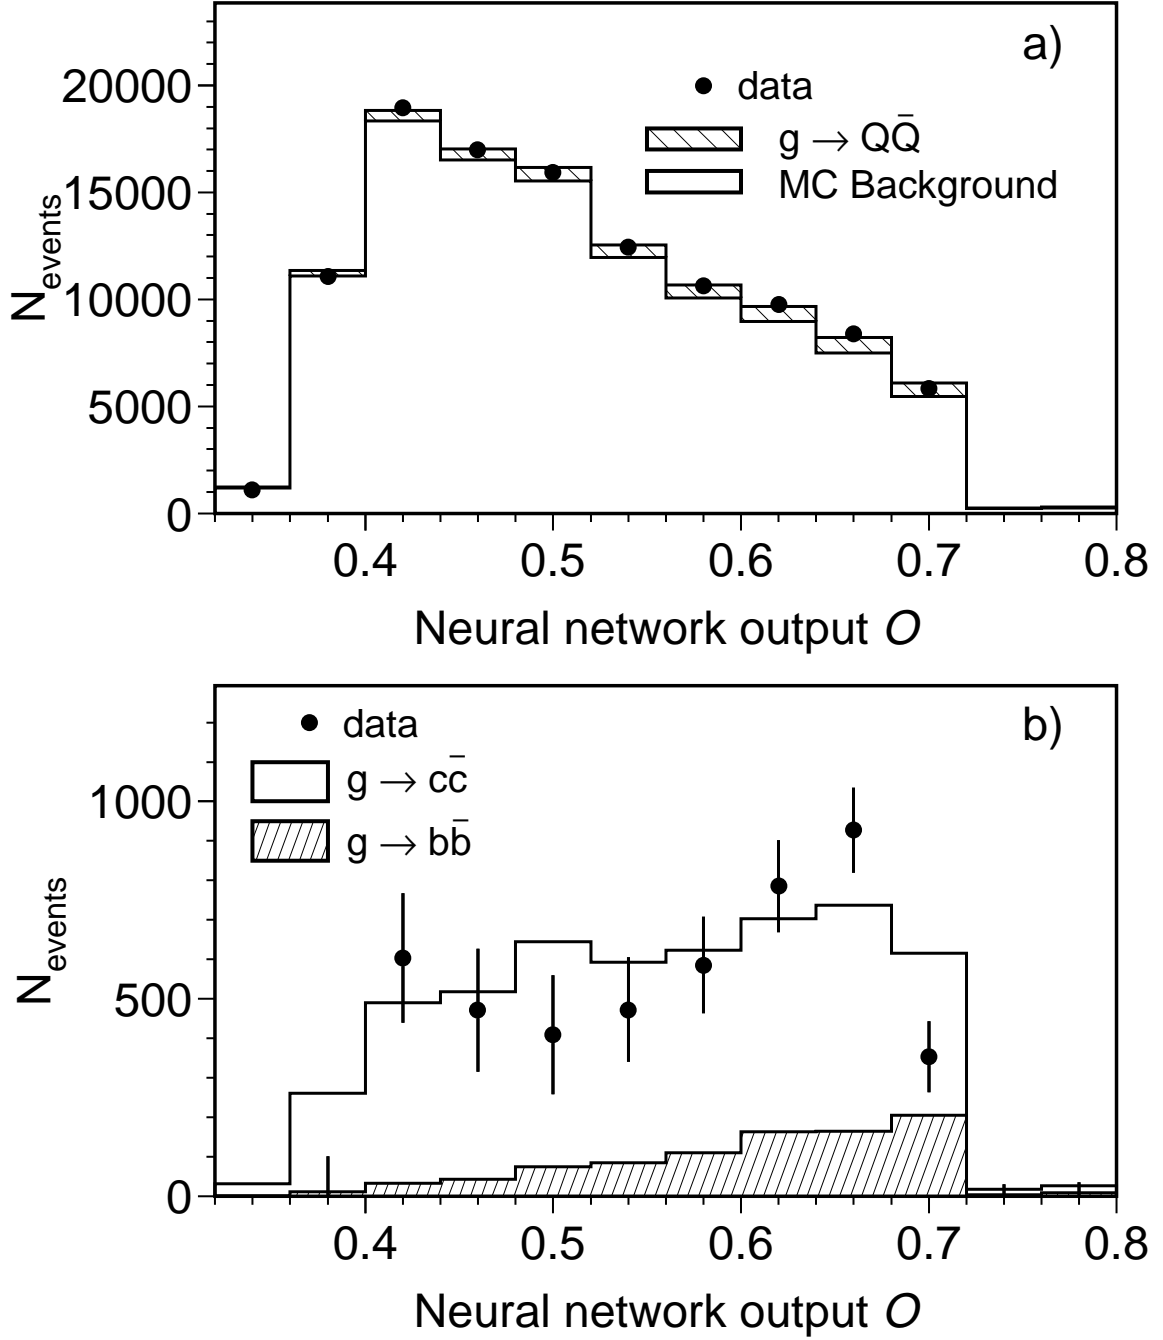 a)
20000
15000
10000
5000
0
N_events
data
g → QQ̄
MC Background
0.4 0.5 0.6 0.7 0.8
Neural network output O
b)
1000
500
0
N_events
data
g → cc̄
g → bb̄
0.4 0.5 0.6 0.7 0.8
Neural network output O